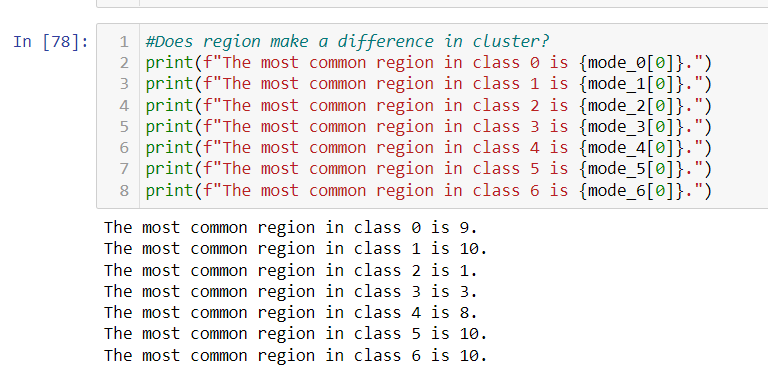 In [78]:
1 #Does region make a difference in cluster?
2 print(f"The most common region in class 0 is {mode_0[0]}.")
3 print(f"The most common region in class 1 is {mode_1[0]}.")
4 print(f"The most common region in class 2 is {mode_2[0]}.")
5 print(f"The most common region in class 3 is {mode_3[0]}.")
6 print(f"The most common region in class 4 is {mode_4[0]}.")
7 print(f"The most common region in class 5 is {mode_5[0]}.")
8 print(f"The most common region in class 6 is {mode_6[0]}.")
The most common region in class 0 is 9.
The most common region in class 1 is 10.
The most common region in class 2 is 1.
The most common region in class 3 is 3.
The most common region in class 4 is 8.
The most common region in class 5 is 10.
The most common region in class 6 is 10.